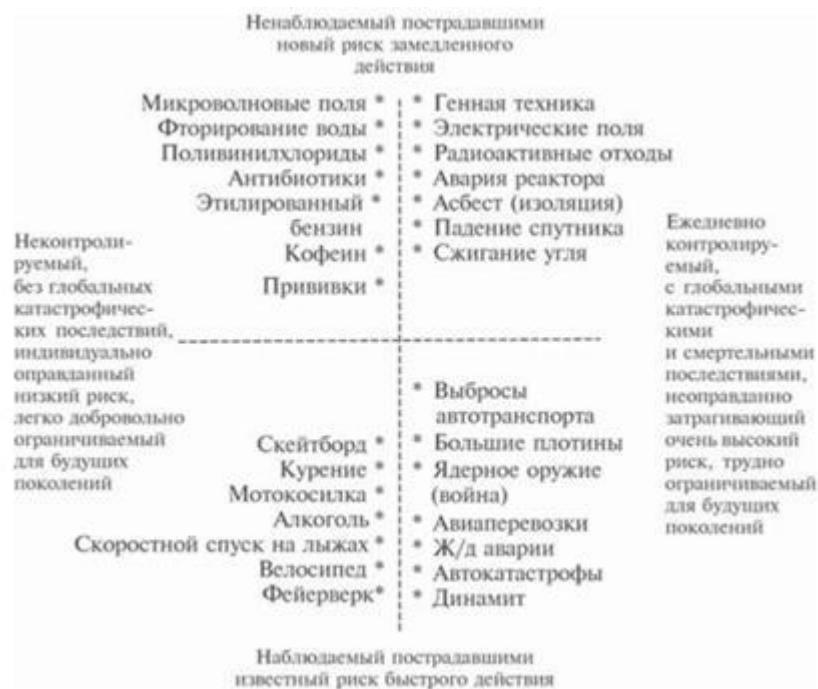 Ненаблюдаемый пострадавшими
новый риск замедленного
действия
Микроволновые поля *
Фторирование воды *
Поливинилхлориды *
Антибиотики *
Этилированный *
бензин
Кофеин *
Прививки *
* Генная техника
* Электрические поля
* Радиоактивные отходы
* Авария реактора
* Асбест (изоляция)
* Падение спутника
* Сжигание угля
Неконтроли-
руемый,
без глобальных
катастрофичес-
ких последствий,
индивидуально
оправданный
низкий риск,
легко добровольно
ограничиваемый
для будущих
поколений
Ежедневно
контролиру-
емый,
с глобальными
катастрофичес-
кими
и смертельными
последствиями,
неоправданно
затрагивающий
очень высокий
риск, трудно
ограничиваемый
для будущих
поколений
Скейтборд *
Курение *
Мотокосилка *
Алкоголь *
Скоростной спуск на лыжах *
Велосипед *
Фейерверк*
* Выбросы
автотранспорта
* Большие плотины
* Ядерное оружие
(война)
* Авиаперевозки
* Ж/д аварии
* Автокатастрофы
* Динамит
Наблюдаемый пострадавшими
известный риск быстрого действия